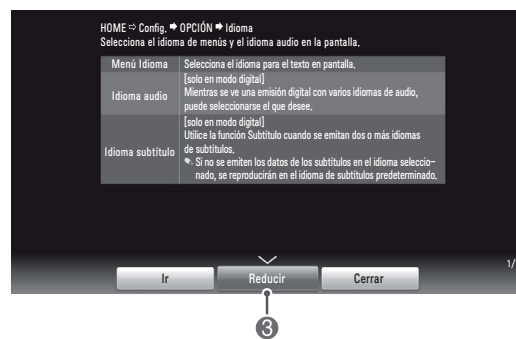 HOME ⇨ Config. ➡ OPCIÓN ➡ Idioma
Selecciona el idioma de menús y el idioma audio en la pantalla.
Menú Idioma Selecciona el idioma para el texto en pantalla.
[solo en modo digital]
Idioma audio Mientras se ve una emisión digital con varios idiomas de audio,
puede seleccionarse el que desee.
[solo en modo digital]
Utilice la función Subtítulo cuando se emitan dos o más idiomas
Idioma subtítulo de subtítulos.
✎ Si no se emiten los datos de los subtítulos en el idioma seleccio-
nado, se reproducirán en el idioma de subtítulos predeterminado.
1/
Ir Reducir Cerrar
3